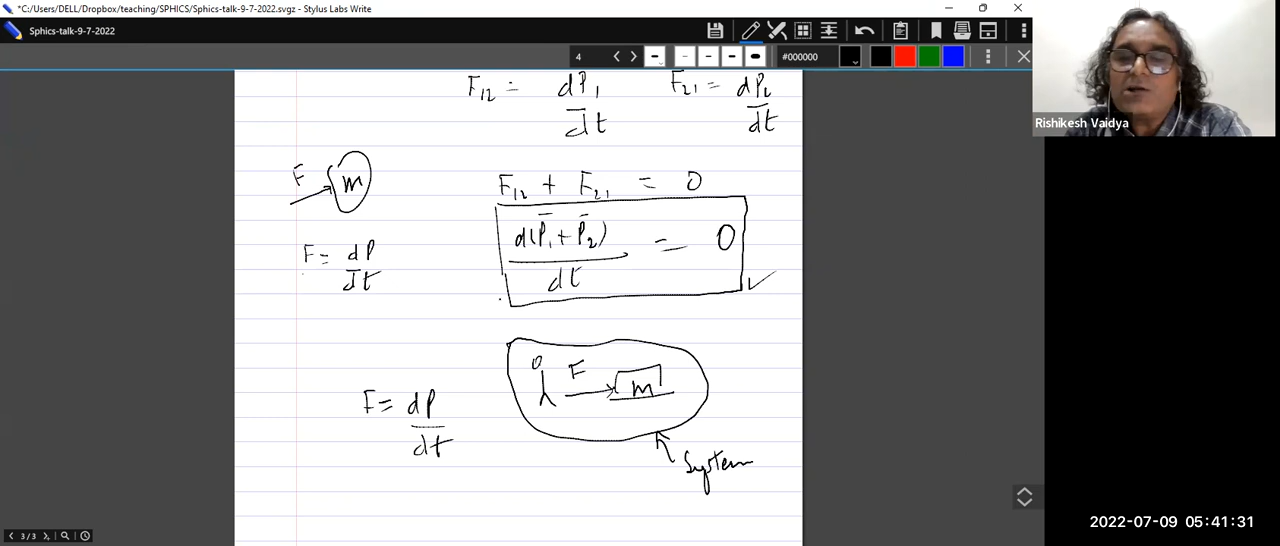 *C:/Users/DELL/Dropbox/teaching/SPHICS/Sphics-talk-9-7-2022.svgz - Stylus Labs Write
Sphics-talk-9-7-2022
4
#000000
Rishikesh Vaidya
F₁₂ = dP₁/dt F₂₁ = dP₂/dt
F
m
F₁₂ + F₂₁ = 0
d(P̄₁ + P̄₂)/dt = 0 ✓
F = dP/dt
F
m
F = dP/dt
System
3/3
2022-07-09 05:41:31